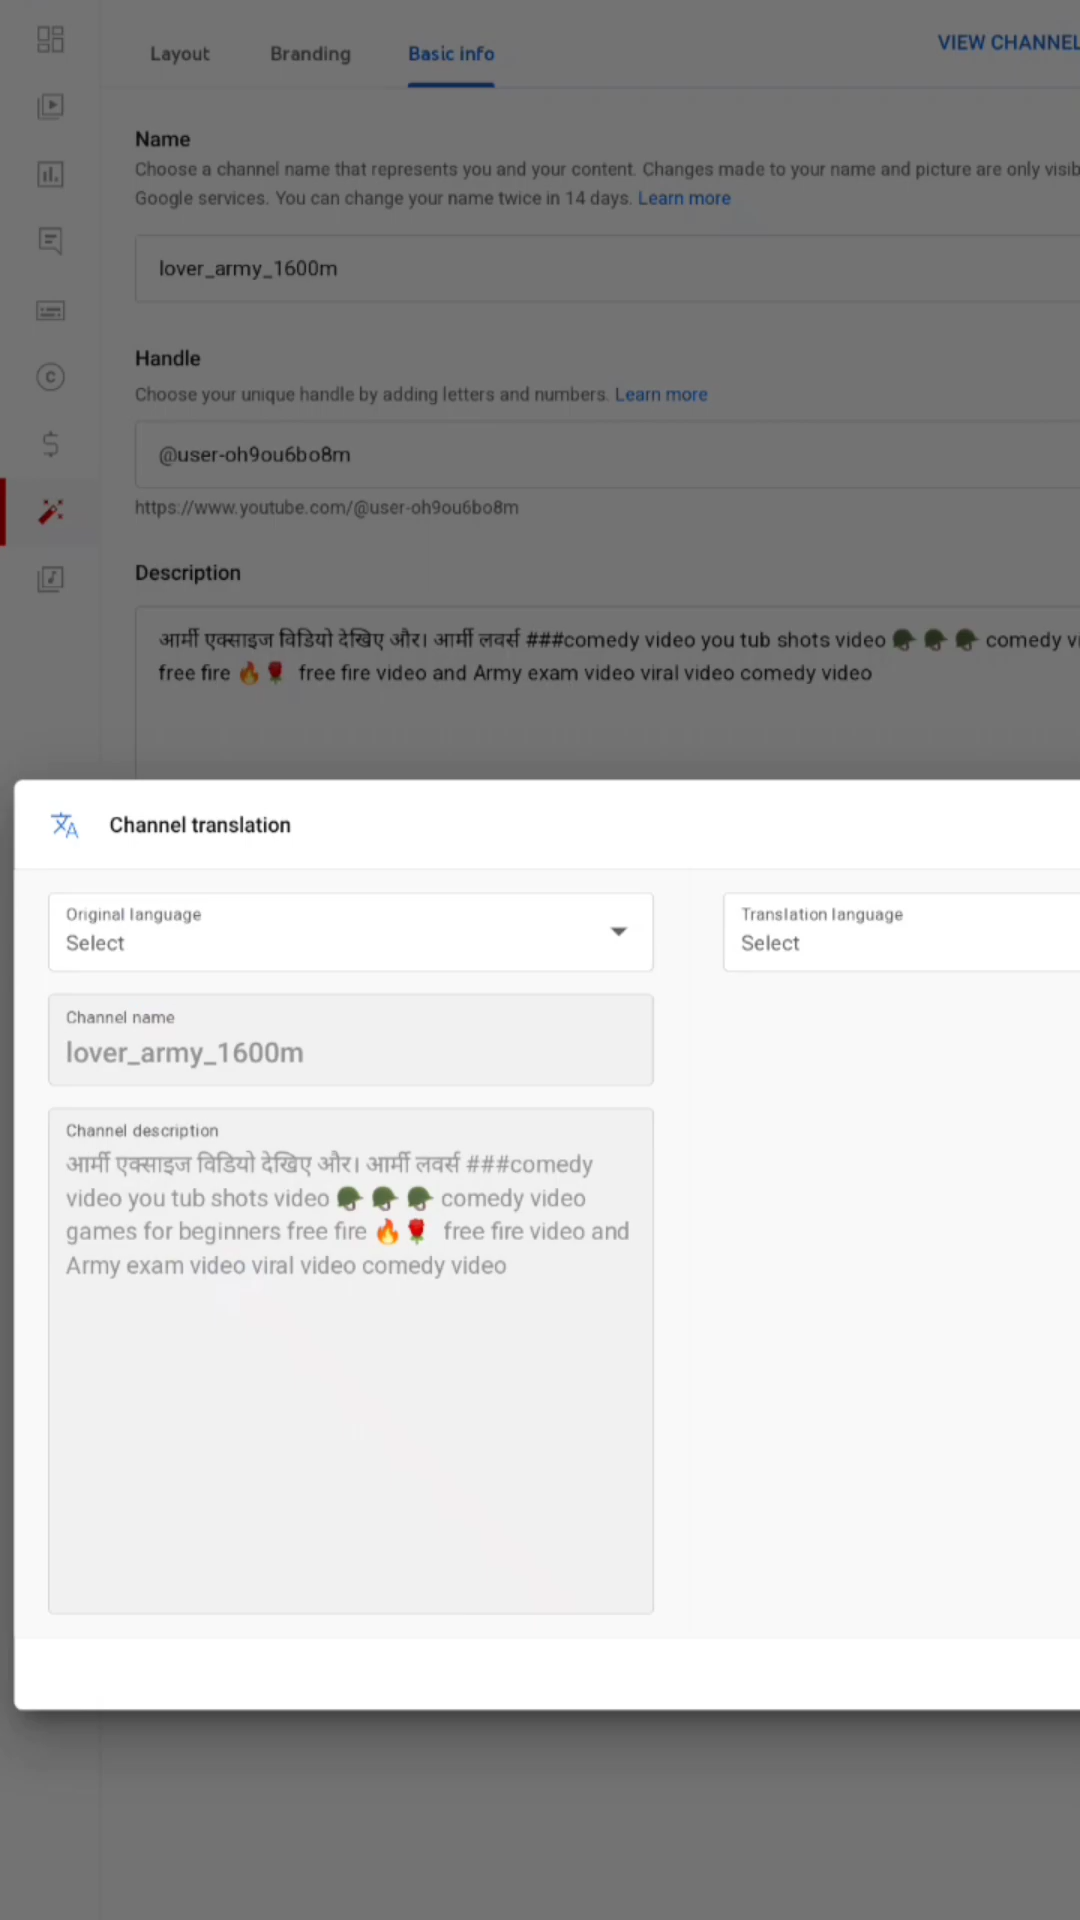 Layout
Branding
Basic info
VIEW CHANNEL
Name
Choose a channel name that represents you and your content. Changes made to your name and picture are only
Google services. You can change your name twice in 14 days. Learn more
lover_army_1600m
Handle
Choose your unique handle by adding letters and numbers. Learn more
@user-oh9ou6bo8m
https://www.youtube.com/@user-oh9ou6bo8m
Description
आर्मी एक्साइज विडियो देखिए और। आर्मी लवर्स ###comedy video you tub shots video 🪖 🪖 🪖 comedy
free fire 🔥🌹 free fire video and Army exam video viral video comedy video
Channel translation
Original language
Select
Translation language
Select
Channel name
lover_army_1600m
Channel description
आर्मी एक्साइज विडियो देखिए और। आर्मी लवर्स ###comedy
video you tub shots video 🪖 🪖 🪖 comedy video
games for beginners free fire 🔥🌹 free fire video and
Army exam video viral video comedy video